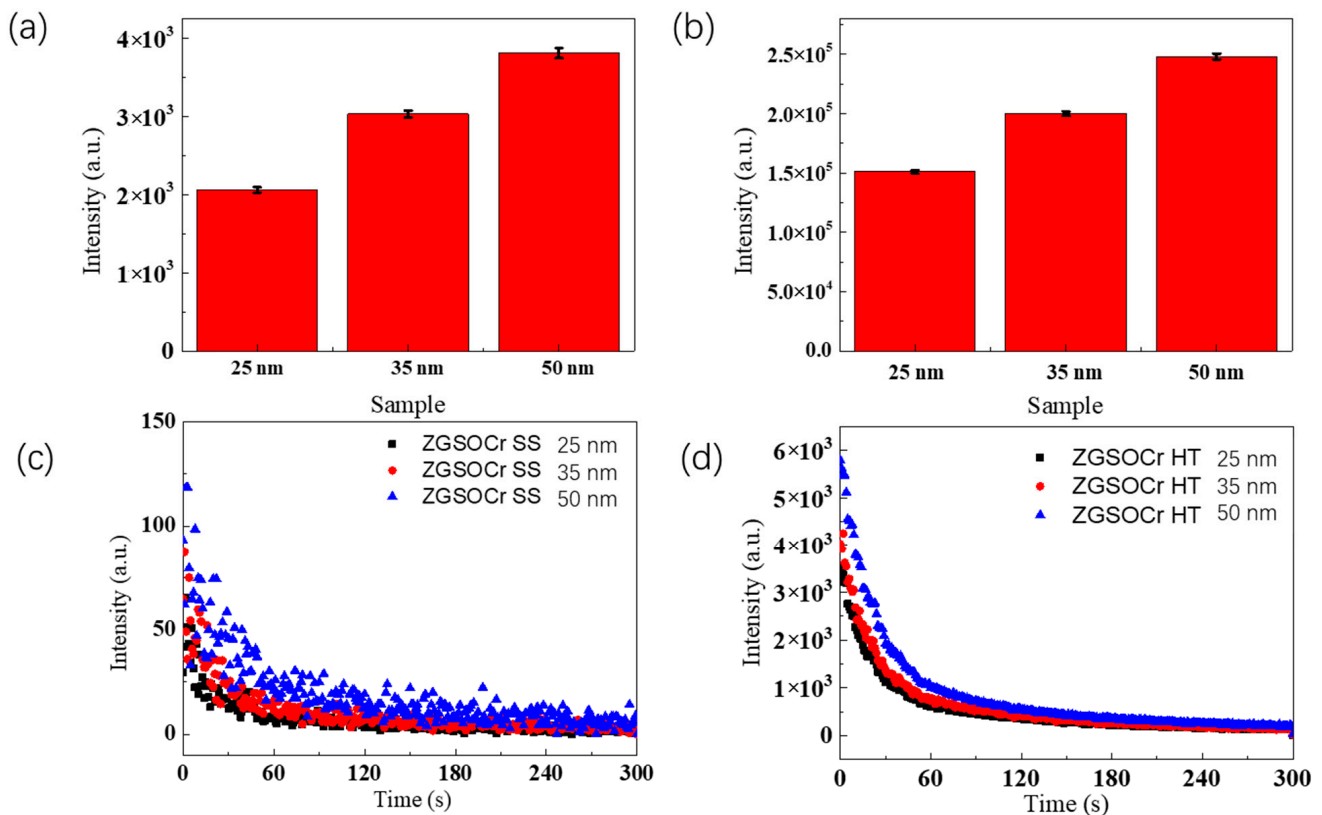 (a)
Intensity (a.u.)
4×10³
3×10³
2×10³
1×10³
0
25 nm 35 nm 50 nm
Sample
(b)
Intensity (a.u.)
2.5×10⁵
2.0×10⁵
1.5×10⁵
1.0×10⁵
5.0×10⁴
0.0
25 nm 35 nm 50 nm
Sample
(c)
Intensity (a.u.)
150
100
50
0
ZGSOCr SS 25 nm
ZGSOCr SS 35 nm
ZGSOCr SS 50 nm
0 60 120 180 240 300
Time (s)
(d)
Intensity (a.u.)
6×10³
5×10³
4×10³
3×10³
2×10³
1×10³
0
ZGSOCr HT 25 nm
ZGSOCr HT 35 nm
ZGSOCr HT 50 nm
0 60 120 180 240 300
Time (s)